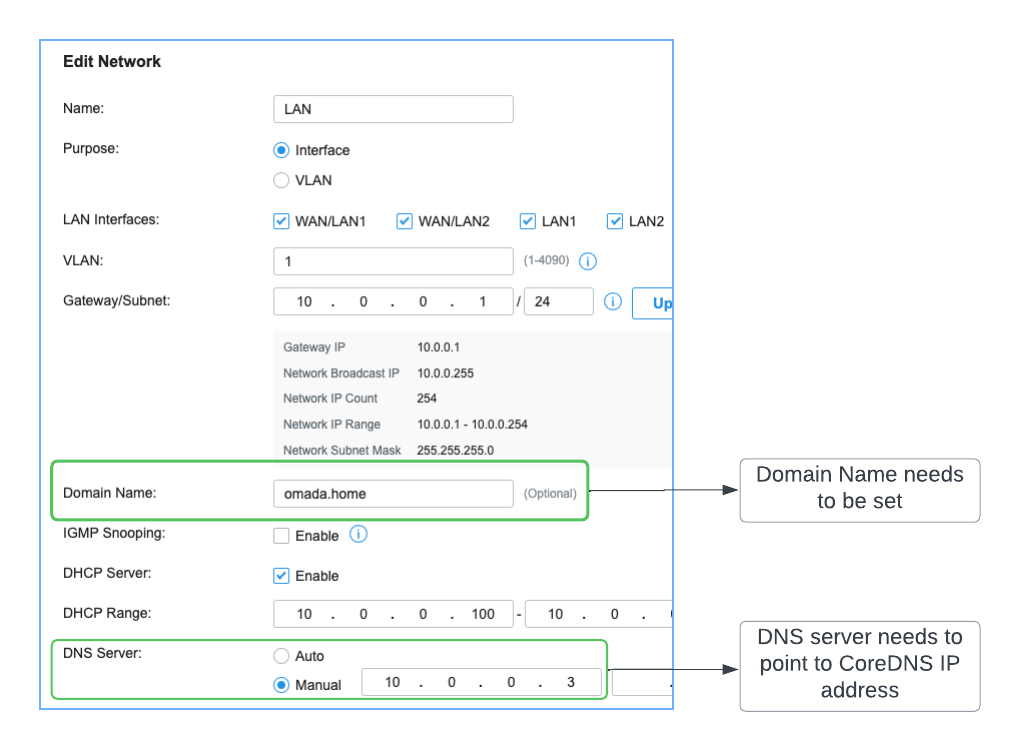 Edit Network
Name: LAN
Purpose: Interface
VLAN
LAN Interfaces: WAN/LAN1 WAN/LAN2 LAN1 LAN2
VLAN: 1 (1-4090)
Gateway/Subnet: 10 . 0 . 0 . 1 / 24 Up
Gateway IP 10.0.0.1
Network Broadcast IP 10.0.0.255
Network IP Count 254
Network IP Range 10.0.0.1 - 10.0.0.254
Network Subnet Mask 255.255.255.0
Domain Name: omada.home (Optional)
Domain Name needs
to be set
IGMP Snooping: Enable
DHCP Server: Enable
DHCP Range: 10 . 0 . 0 . 100 - 10 . 0 .
DNS Server: Auto
Manual 10 . 0 . 0 . 3 .
DNS server needs to
point to CoreDNS IP
address